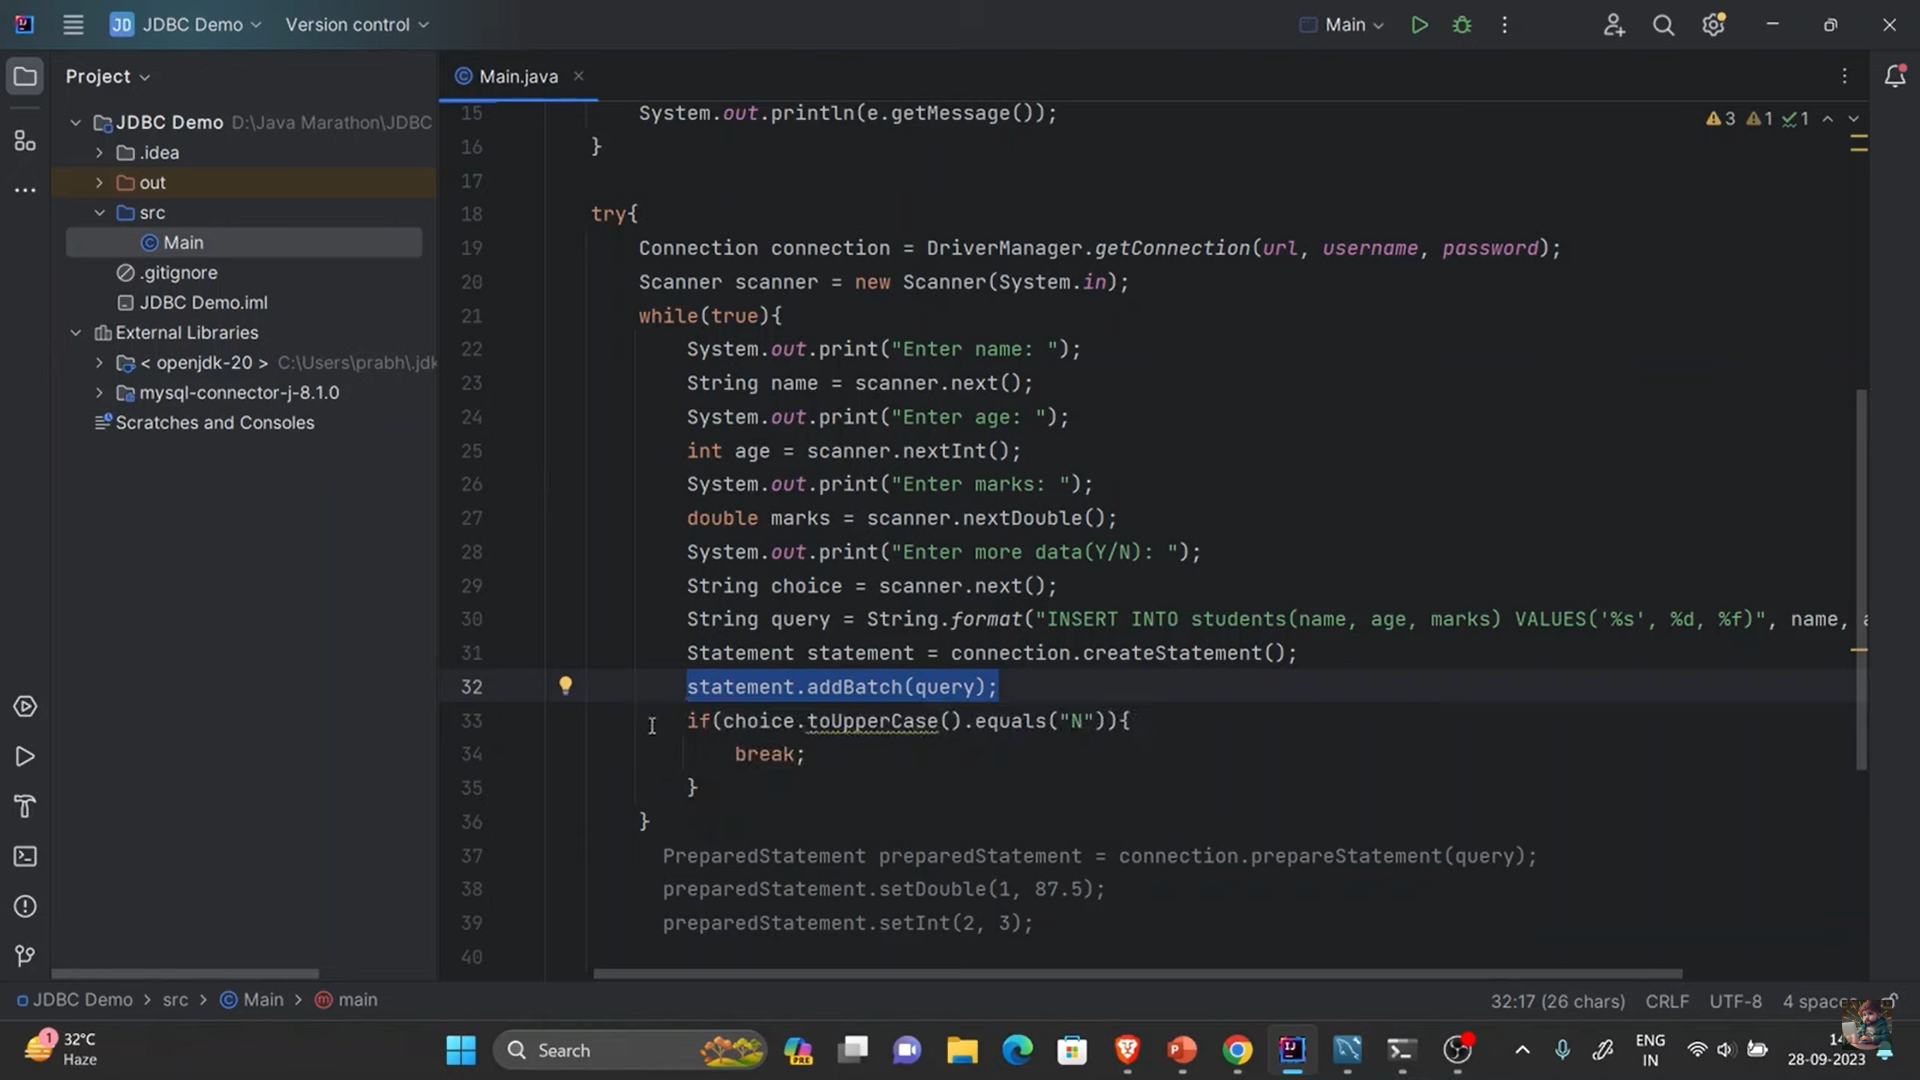 JD JDBC Demo Version control Main
Project Main.java
JDBC Demo D:\Java Marathon\JDBC
.idea
out
src
Main
.gitignore
JDBC Demo.iml
External Libraries
< openjdk-20 > C:\Users\prabh\.jdk
mysql-connector-j-8.1.0
Scratches and Consoles
3 1 1
15 System.out.println(e.getMessage());
16 }
17
18 try{
19 Connection connection = DriverManager.getConnection(url, username, password);
20 Scanner scanner = new Scanner(System.in);
21 while(true){
22 System.out.print("Enter name: ");
23 String name = scanner.next();
24 System.out.print("Enter age: ");
25 int age = scanner.nextInt();
26 System.out.print("Enter marks: ");
27 double marks = scanner.nextDouble();
28 System.out.print("Enter more data(Y/N): ");
29 String choice = scanner.next();
30 String query = String.format("INSERT INTO students(name, age, marks) VALUES('%s', %d, %f)", name,
31 Statement statement = connection.createStatement();
32 statement.addBatch(query);
33 if(choice.toUpperCase().equals("N")){
34 break;
35 }
36 }
37 PreparedStatement preparedStatement = connection.prepareStatement(query);
38 preparedStatement.setDouble(1, 87.5);
39 preparedStatement.setInt(2, 3);
40
JDBC Demo > src > Main > main 32:17 (26 chars) CRLF UTF-8 4 spaces
1 32°C
Haze
Search
PRE
ENG
IN
28-09-2023